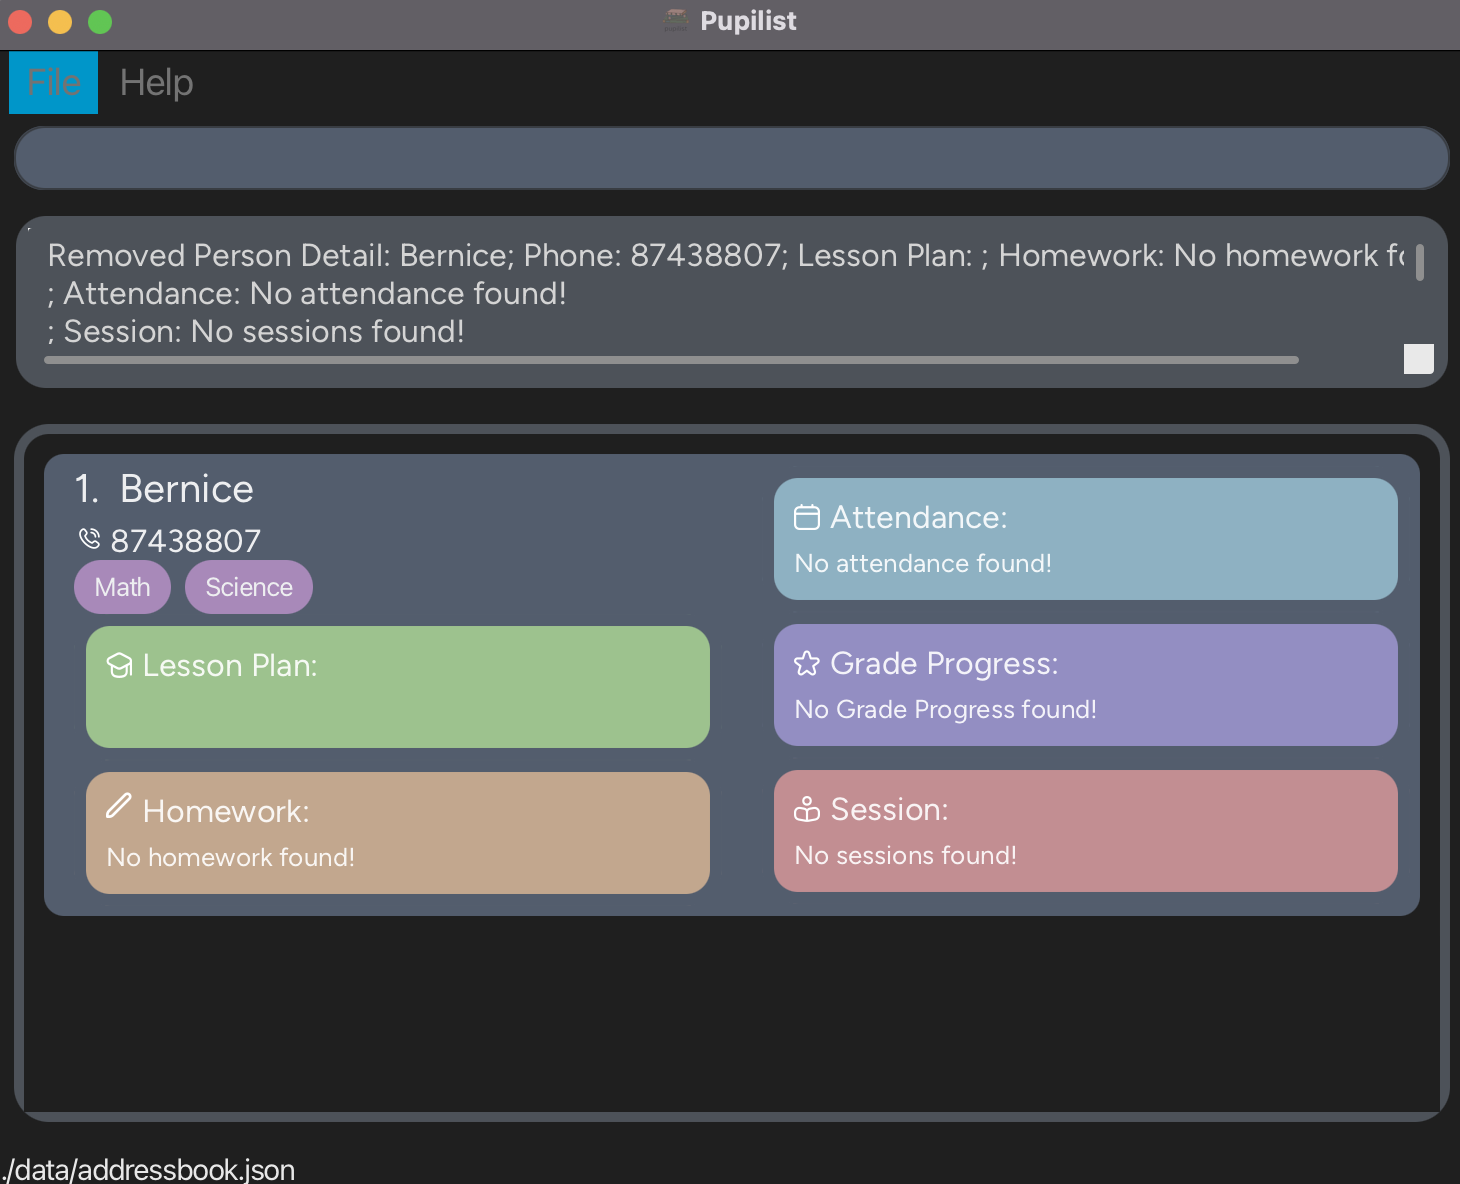 Pupilist
File Help
Removed Person Detail: Bernice; Phone: 87438807; Lesson Plan: ; Homework: No homework
; Attendance: No attendance found!
; Session: No sessions found!
1. Bernice
87438807
Math Science
Lesson Plan:
Homework:
No homework found!
Attendance:
No attendance found!
Grade Progress:
No Grade Progress found!
Session:
No sessions found!
./data/addressbook.json